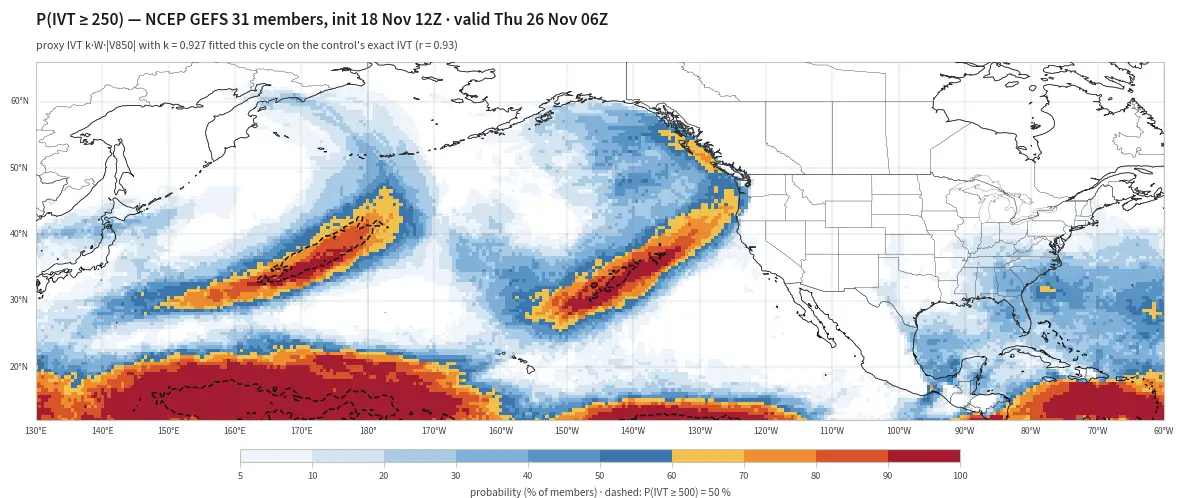 P(IVT ≥ 250) — NCEP GEFS 31 members, init 18 Nov 12Z · valid Thu 26 Nov 06Z
proxy IVT k·W·|V850| with k = 0.927 fitted this cycle on the control's exact IVT (r = 0.93)
60°N
50°N
40°N
30°N
20°N
130°E 140°E 150°E 160°E 170°E 180° 170°W 160°W 150°W 140°W 130°W 120°W 110°W 100°W 90°W 80°W 70°W 60°W
5 10 20 30 40 50 60 70 80 90 100
probability (% of members) · dashed: P(IVT ≥ 500) = 50 %